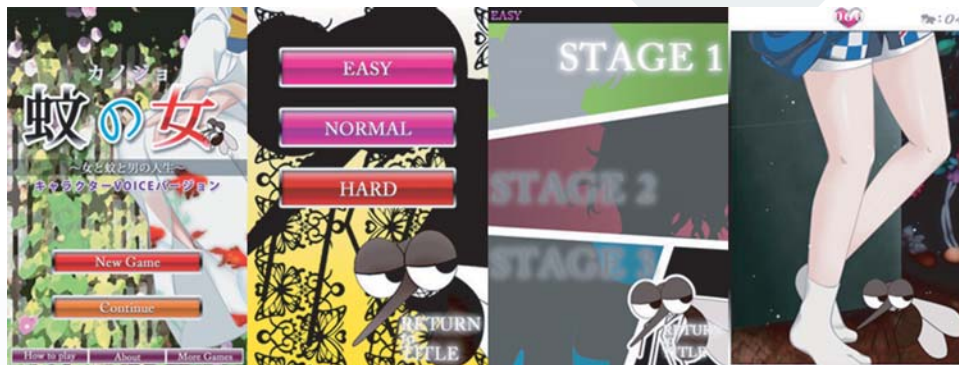 カノジョ
蚊の女
～女と蚊と男の人生～
キャラクターVOICEバージョン
New Game
Continue
How to play
About
More Games
EASY
NORMAL
HARD
RETURN
TITLE
EASY
STAGE 1
STAGE 2
STAGE 3
RETURN
TITLE